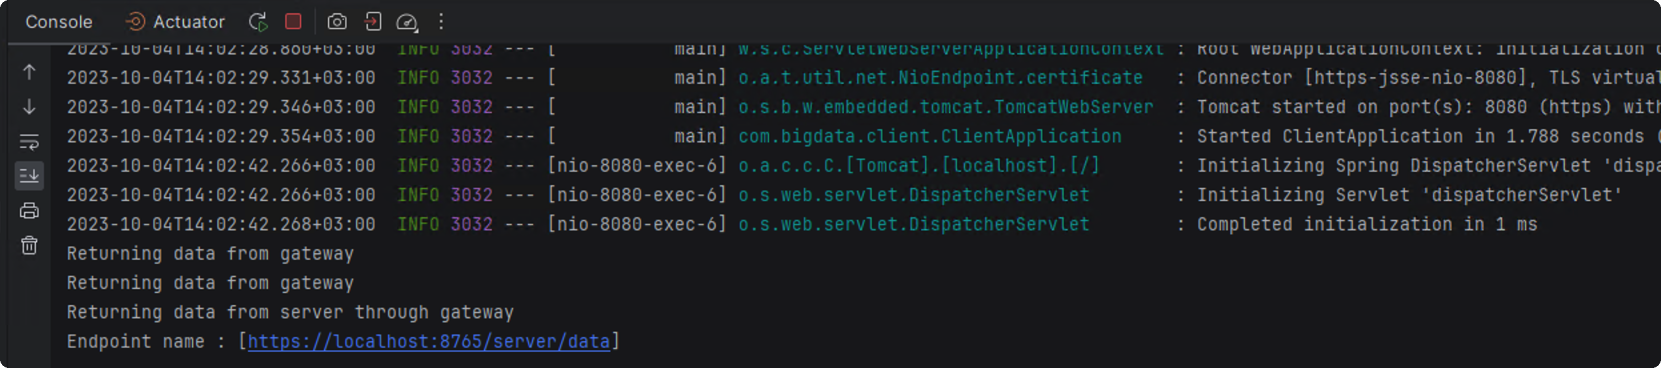 Console Actuator
2023-10-04T14:02:28.860+03:00  INFO 3032 --- [           main] w.s.c.ServletWebServerApplicationContext : Root WebApplicationContext: initialization
2023-10-04T14:02:29.331+03:00  INFO 3032 --- [           main] o.a.t.util.net.NioEndpoint.certificate   : Connector [https-jsse-nio-8080], TLS virtual
2023-10-04T14:02:29.346+03:00  INFO 3032 --- [           main] o.s.b.w.embedded.tomcat.TomcatWebServer  : Tomcat started on port(s): 8080 (https) with
2023-10-04T14:02:29.354+03:00  INFO 3032 --- [           main] com.bigdata.client.ClientApplication     : Started ClientApplication in 1.788 seconds (
2023-10-04T14:02:42.266+03:00  INFO 3032 --- [nio-8080-exec-6] o.a.c.c.C.[Tomcat].[localhost].[/]       : Initializing Spring DispatcherServlet 'dispa
2023-10-04T14:02:42.266+03:00  INFO 3032 --- [nio-8080-exec-6] o.s.web.servlet.DispatcherServlet        : Initializing Servlet 'dispatcherServlet'
2023-10-04T14:02:42.268+03:00  INFO 3032 --- [nio-8080-exec-6] o.s.web.servlet.DispatcherServlet        : Completed initialization in 1 ms
Returning data from gateway
Returning data from gateway
Returning data from server through gateway
Endpoint name : [https://localhost:8765/server/data]